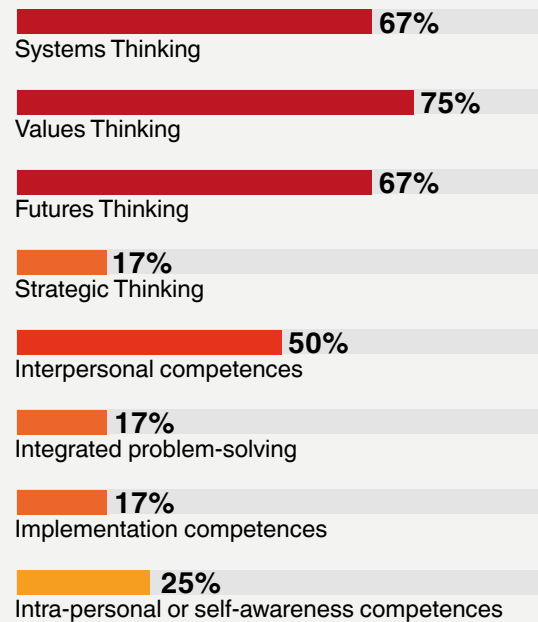 67%
Systems Thinking
75%
Values Thinking
67%
Futures Thinking
17%
Strategic Thinking
50%
Interpersonal competences
17%
Integrated problem-solving
17%
Implementation competences
25%
Intra-personal or self-awareness competences